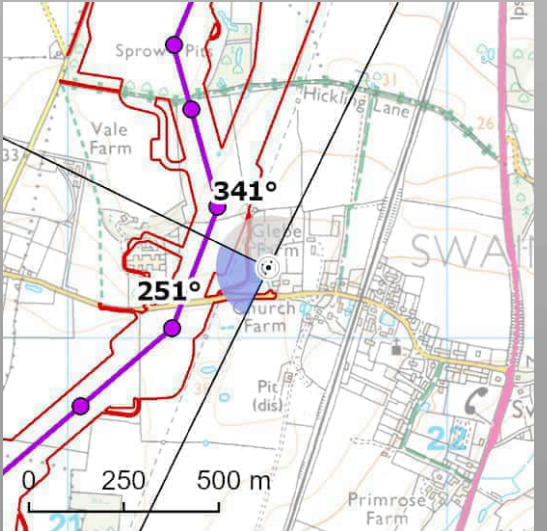 Sprow Pits
31
Hickling Lane
26
Vale
Farm
33
341°
Glebe
Farm
SWA
251°
Church
Farm
Pit
(dis)
22
0 250 500 m
21
Primrose
Farm